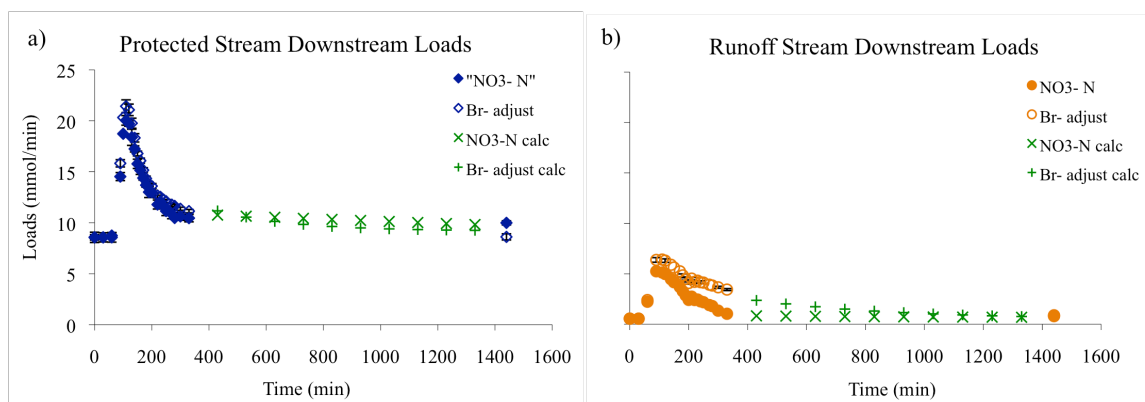 a)
Protected Stream Downstream Loads
25
20
15
10
5
0
Loads (mmol/min)
"NO3- N"
Br- adjust
NO3-N calc
Br- adjust calc
0 200 400 600 800 1000 1200 1400 1600
Time (min)
b)
Runoff Stream Downstream Loads
NO3- N
Br- adjust
NO3-N calc
Br- adjust calc
0 200 400 600 800 1000 1200 1400 1600
Time (min)